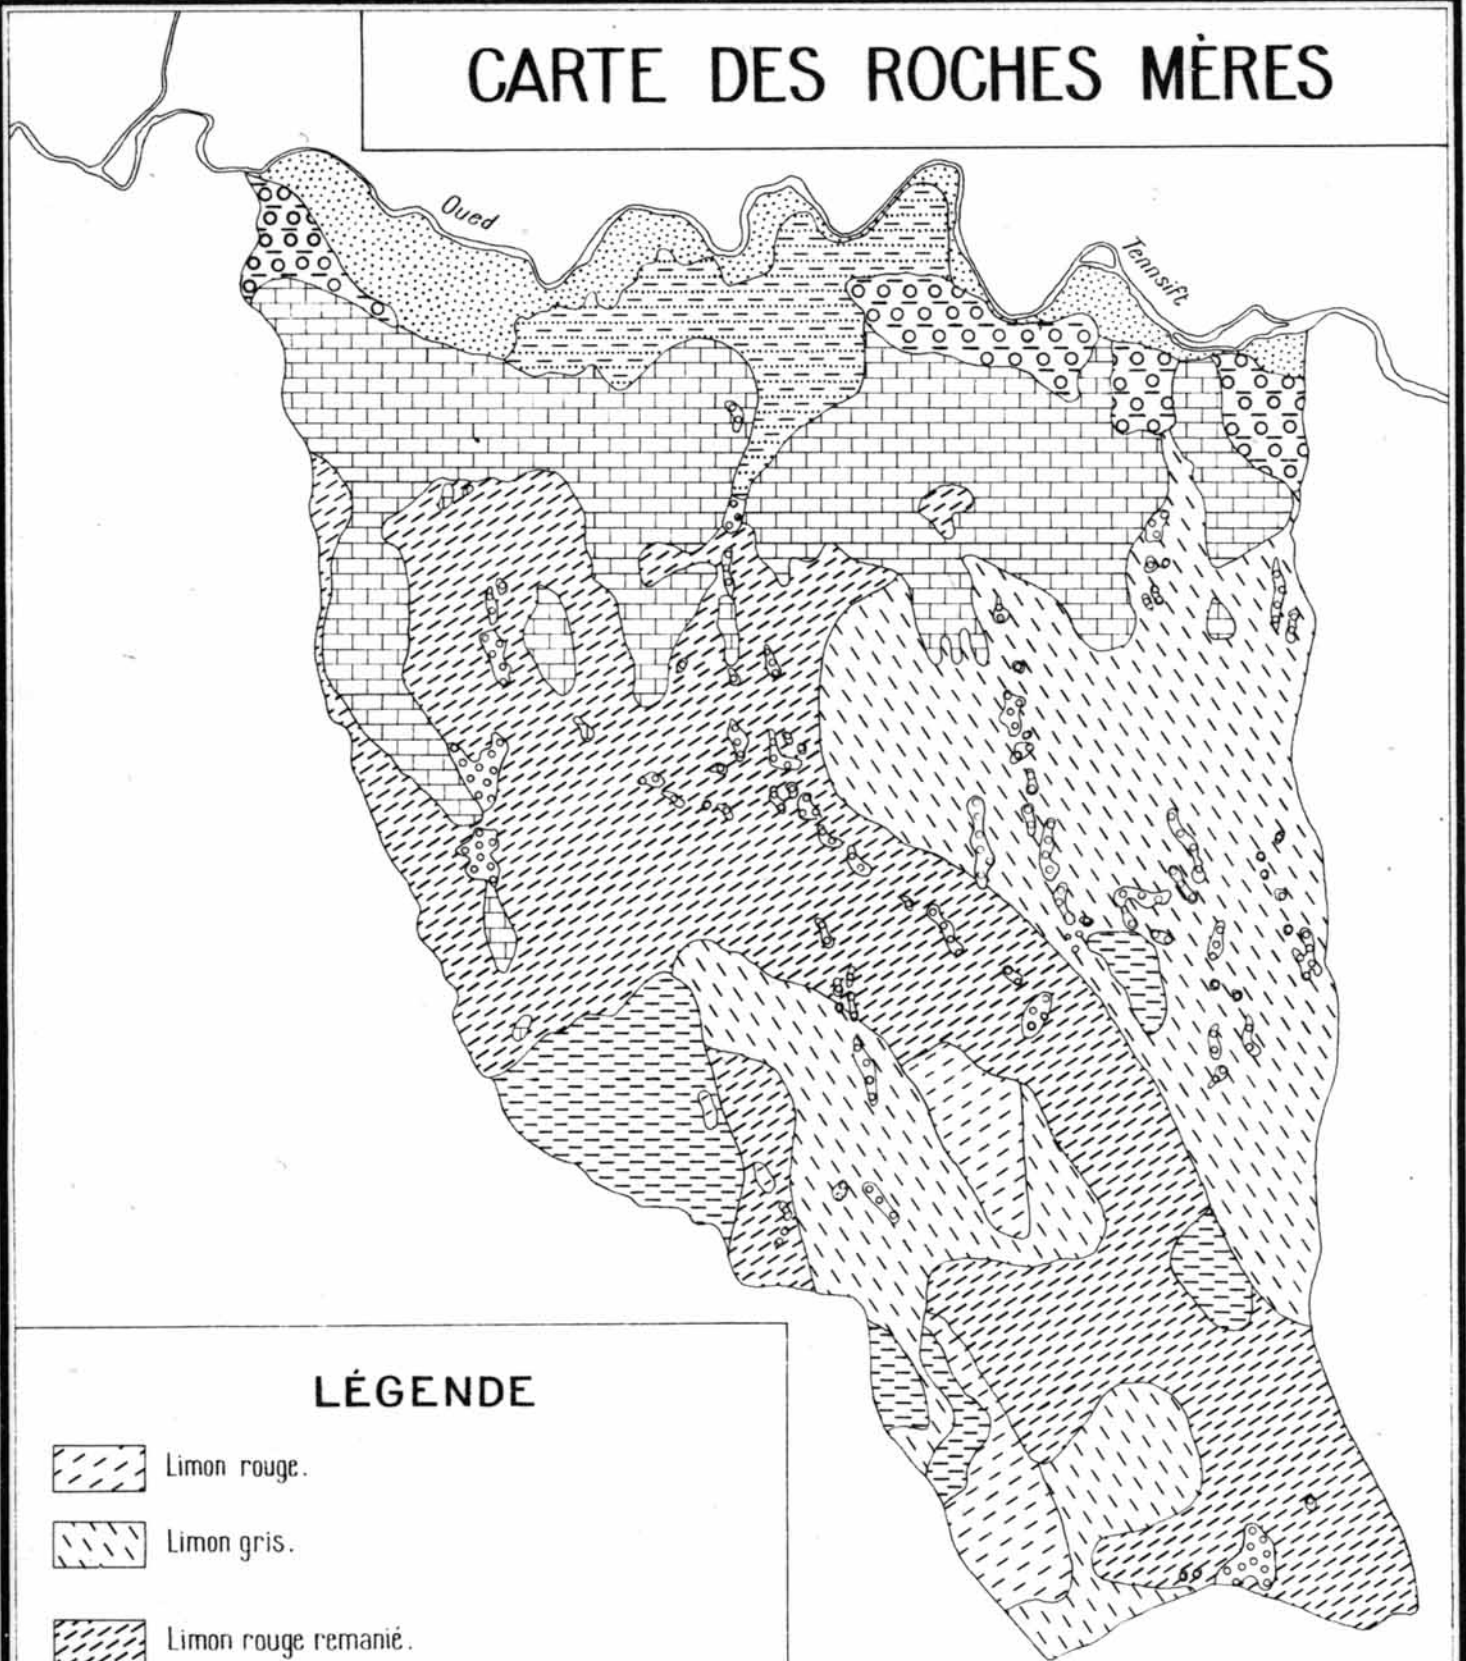 CARTE DES ROCHES MÈRES
Oued
Tennsift
LÉGENDE
Limon rouge.
Limon gris.
Limon rouge remanié.